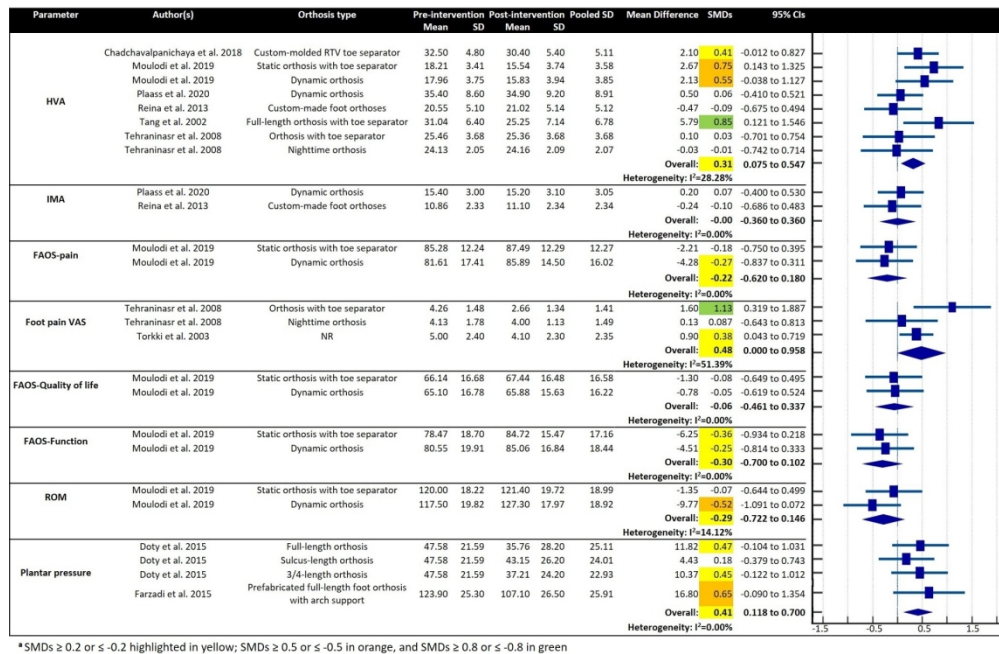 Parameter Author(s) Orthosis type Pre-intervention Post-intervention Pooled SD Mean Difference SMDs 95% CIs
Mean SD Mean SD
HVA
Chadchavalpanichaya et al. 2018 Custom-molded RTV toe separator 32.50 4.80 30.40 5.40 5.11 2.10 0.41 -0.012 to 0.827
Moulodi et al. 2019 Static orthosis with toe separator 18.21 3.41 15.54 3.74 3.58 2.67 0.75 0.143 to 1.325
Moulodi et al. 2019 Dynamic orthosis 17.96 3.75 15.83 3.94 3.85 2.13 0.55 -0.038 to 1.127
Plaass et al. 2020 Dynamic orthosis 35.40 8.60 34.90 9.20 8.91 0.50 0.06 -0.410 to 0.521
Reina et al. 2013 Custom-made foot orthoses 20.55 5.10 21.02 5.14 5.12 -0.47 -0.09 -0.675 to 0.494
Tang et al. 2002 Full-length orthosis with toe separator 31.04 6.40 25.25 7.14 6.78 5.79 0.85 0.121 to 1.546
Tehraninasr et al. 2008 Orthosis with toe separator 25.46 3.68 25.36 3.68 3.68 0.10 0.03 -0.701 to 0.754
Tehraninasr et al. 2008 Nighttime orthosis 24.13 2.05 24.16 2.09 2.07 -0.03 -0.01 -0.742 to 0.714
Overall: 0.31 0.075 to 0.547
Heterogeneity: I²=28.28%
IMA
Plaass et al. 2020 Dynamic orthosis 15.40 3.00 15.20 3.10 3.05 0.20 0.07 -0.400 to 0.530
Reina et al. 2013 Custom-made foot orthoses 10.86 2.33 11.10 2.34 2.34 -0.24 -0.10 -0.686 to 0.483
Overall: -0.00 -0.360 to 0.360
Heterogeneity: I²=0.00%
FAOS-pain
Moulodi et al. 2019 Static orthosis with toe separator 85.28 12.24 87.49 12.29 12.27 -2.21 -0.18 -0.750 to 0.395
Moulodi et al. 2019 Dynamic orthosis 81.61 17.41 85.89 14.50 16.02 -4.28 -0.27 -0.837 to 0.311
Overall: -0.22 -0.620 to 0.180
Heterogeneity: I²=0.00%
Foot pain VAS
Tehraninasr et al. 2008 Orthosis with toe separator 4.26 1.48 2.66 1.34 1.41 1.60 1.13 0.319 to 1.887
Tehraninasr et al. 2008 Nighttime orthosis 4.13 1.78 4.00 1.13 1.49 0.13 0.087 -0.643 to 0.813
Torkki et al. 2003 NR 5.00 2.40 4.10 2.30 2.35 0.90 0.38 0.043 to 0.719
Overall: 0.48 0.000 to 0.958
Heterogeneity: I²=51.39%
FAOS-Quality of life
Moulodi et al. 2019 Static orthosis with toe separator 66.14 16.68 67.44 16.48 16.58 -1.30 -0.08 -0.649 to 0.495
Moulodi et al. 2019 Dynamic orthosis 65.10 16.78 65.88 15.63 16.22 -0.78 -0.05 -0.619 to 0.524
Overall: -0.06 -0.461 to 0.337
Heterogeneity: I²=0.00%
FAOS-Function
Moulodi et al. 2019 Static orthosis with toe separator 78.47 18.70 84.72 15.47 17.16 -6.25 -0.36 -0.934 to 0.218
Moulodi et al. 2019 Dynamic orthosis 80.55 19.91 85.06 16.84 18.44 -4.51 -0.25 -0.814 to 0.333
Overall: -0.30 -0.700 to 0.102
Heterogeneity: I²=0.00%
ROM
Moulodi et al. 2019 Static orthosis with toe separator 120.00 18.22 121.40 19.72 18.99 -1.35 -0.07 -0.644 to 0.499
Moulodi et al. 2019 Dynamic orthosis 117.50 19.82 127.30 17.97 18.92 -9.77 -0.52 -1.091 to 0.072
Overall: -0.29 -0.722 to 0.146
Heterogeneity: I²=14.12%
Plantar pressure
Doty et al. 2015 Full-length orthosis 47.58 21.59 35.76 28.20 25.11 11.82 0.47 -0.104 to 1.031
Doty et al. 2015 Sulcus-length orthosis 47.58 21.59 43.15 26.20 24.01 4.43 0.18 -0.379 to 0.743
Doty et al. 2015 3/4-length orthosis 47.58 21.59 37.21 24.20 22.93 10.37 0.45 -0.122 to 1.012
Farzadi et al. 2015 Prefabricated full-length foot orthosis with arch support 123.90 25.30 107.10 26.50 25.91 16.80 0.65 -0.090 to 1.354
Overall: 0.41 0.118 to 0.700
Heterogeneity: I²=0.00%
-1.5 -0.5 0.5 1.5
ᵃ SMDs ≥ 0.2 or ≤ -0.2 highlighted in yellow; SMDs ≥ 0.5 or ≤ -0.5 in orange, and SMDs ≥ 0.8 or ≤ -0.8 in green